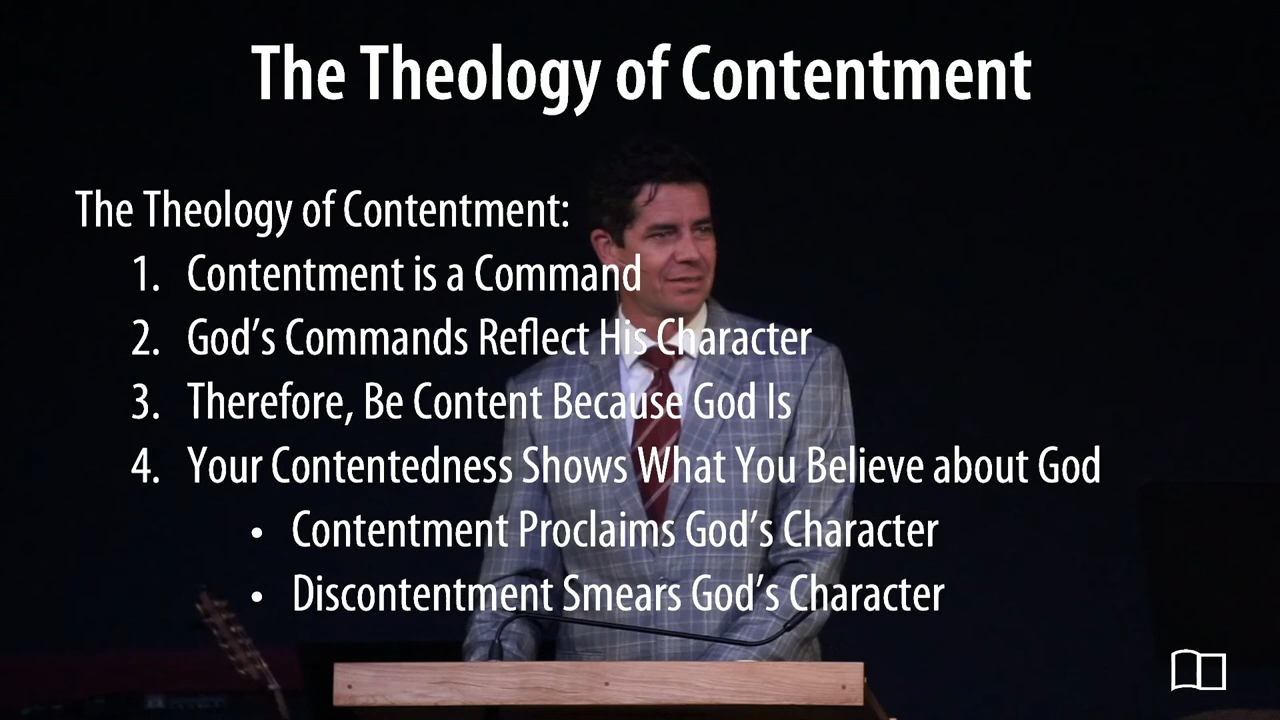 The Theology of Contentment
The Theology of Contentment:
1. Contentment is a Command
2. God’s Commands Reflect His Character
3. Therefore, Be Content Because God Is
4. Your Contentedness Shows What You Believe about God
• Contentment Proclaims God’s Character
• Discontentment Smears God’s Character